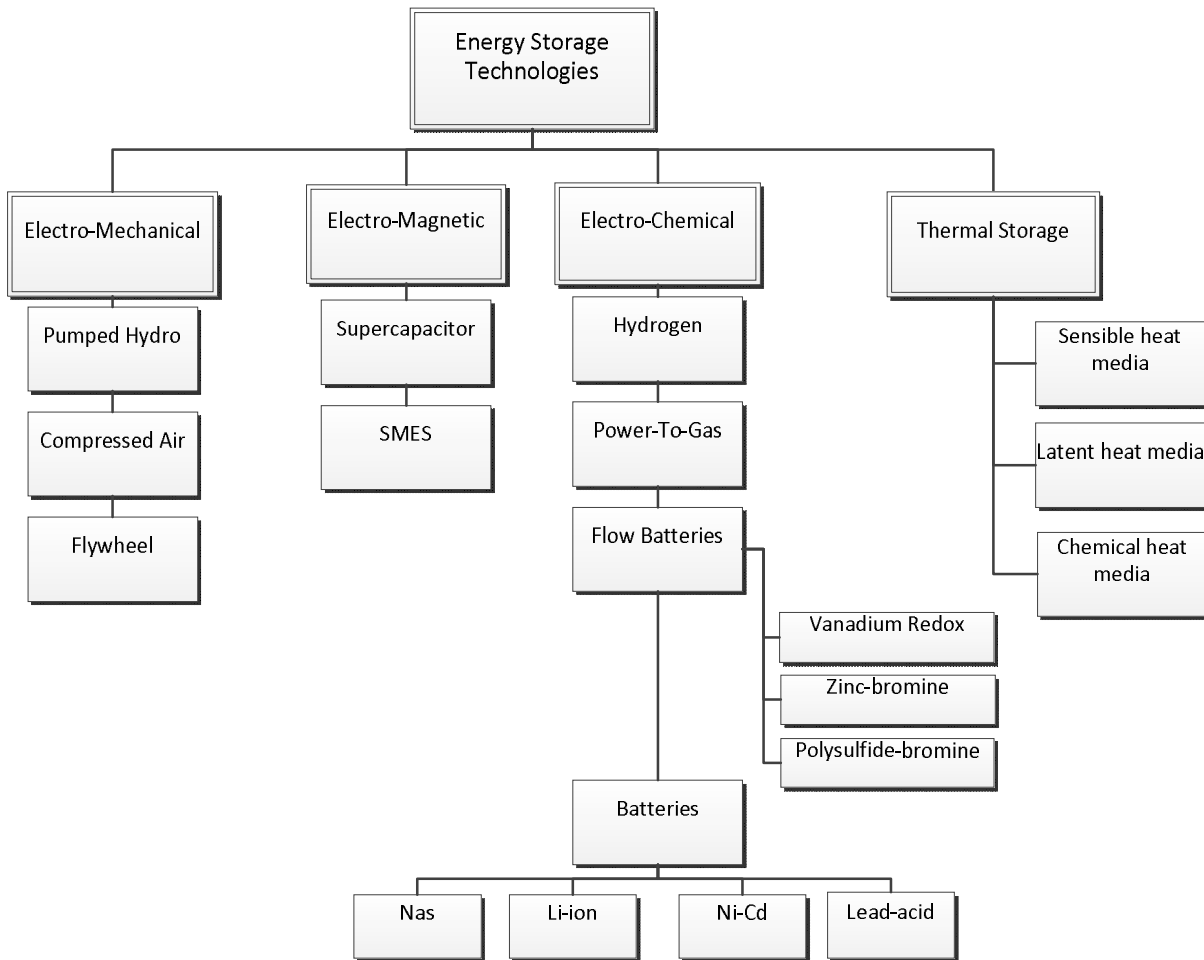 Energy Storage
Technologies
Electro-Mechanical
Electro-Magnetic
Electro-Chemical
Thermal Storage
Pumped Hydro
Compressed Air
Flywheel
Supercapacitor
SMES
Hydrogen
Power-To-Gas
Flow Batteries
Vanadium Redox
Zinc-bromine
Polysulfide-bromine
Batteries
Nas
Li-ion
Ni-Cd
Lead-acid
Sensible heat
media
Latent heat media
Chemical heat
media